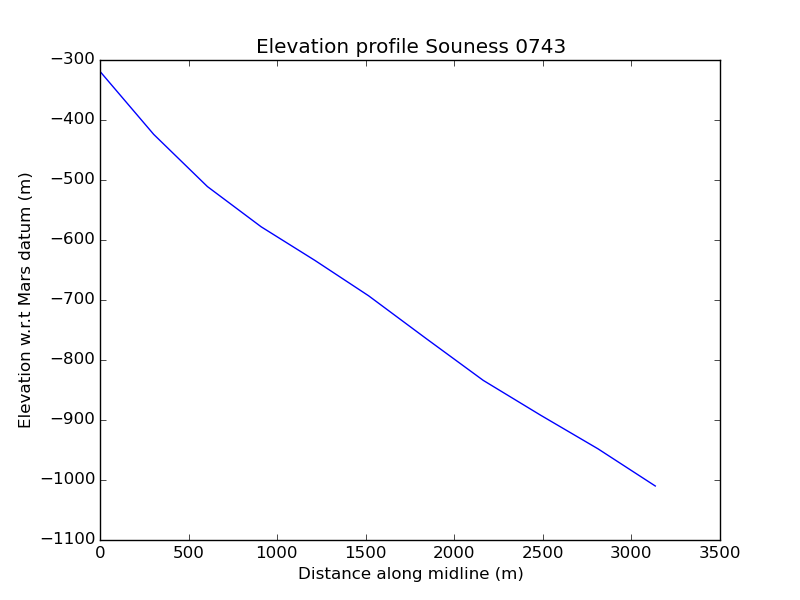 Elevation profile Souness 0743
Elevation w.r.t Mars datum (m)
−300
−400
−500
−600
−700
−800
−900
−1000
−1100
0 500 1000 1500 2000 2500 3000 3500
Distance along midline (m)